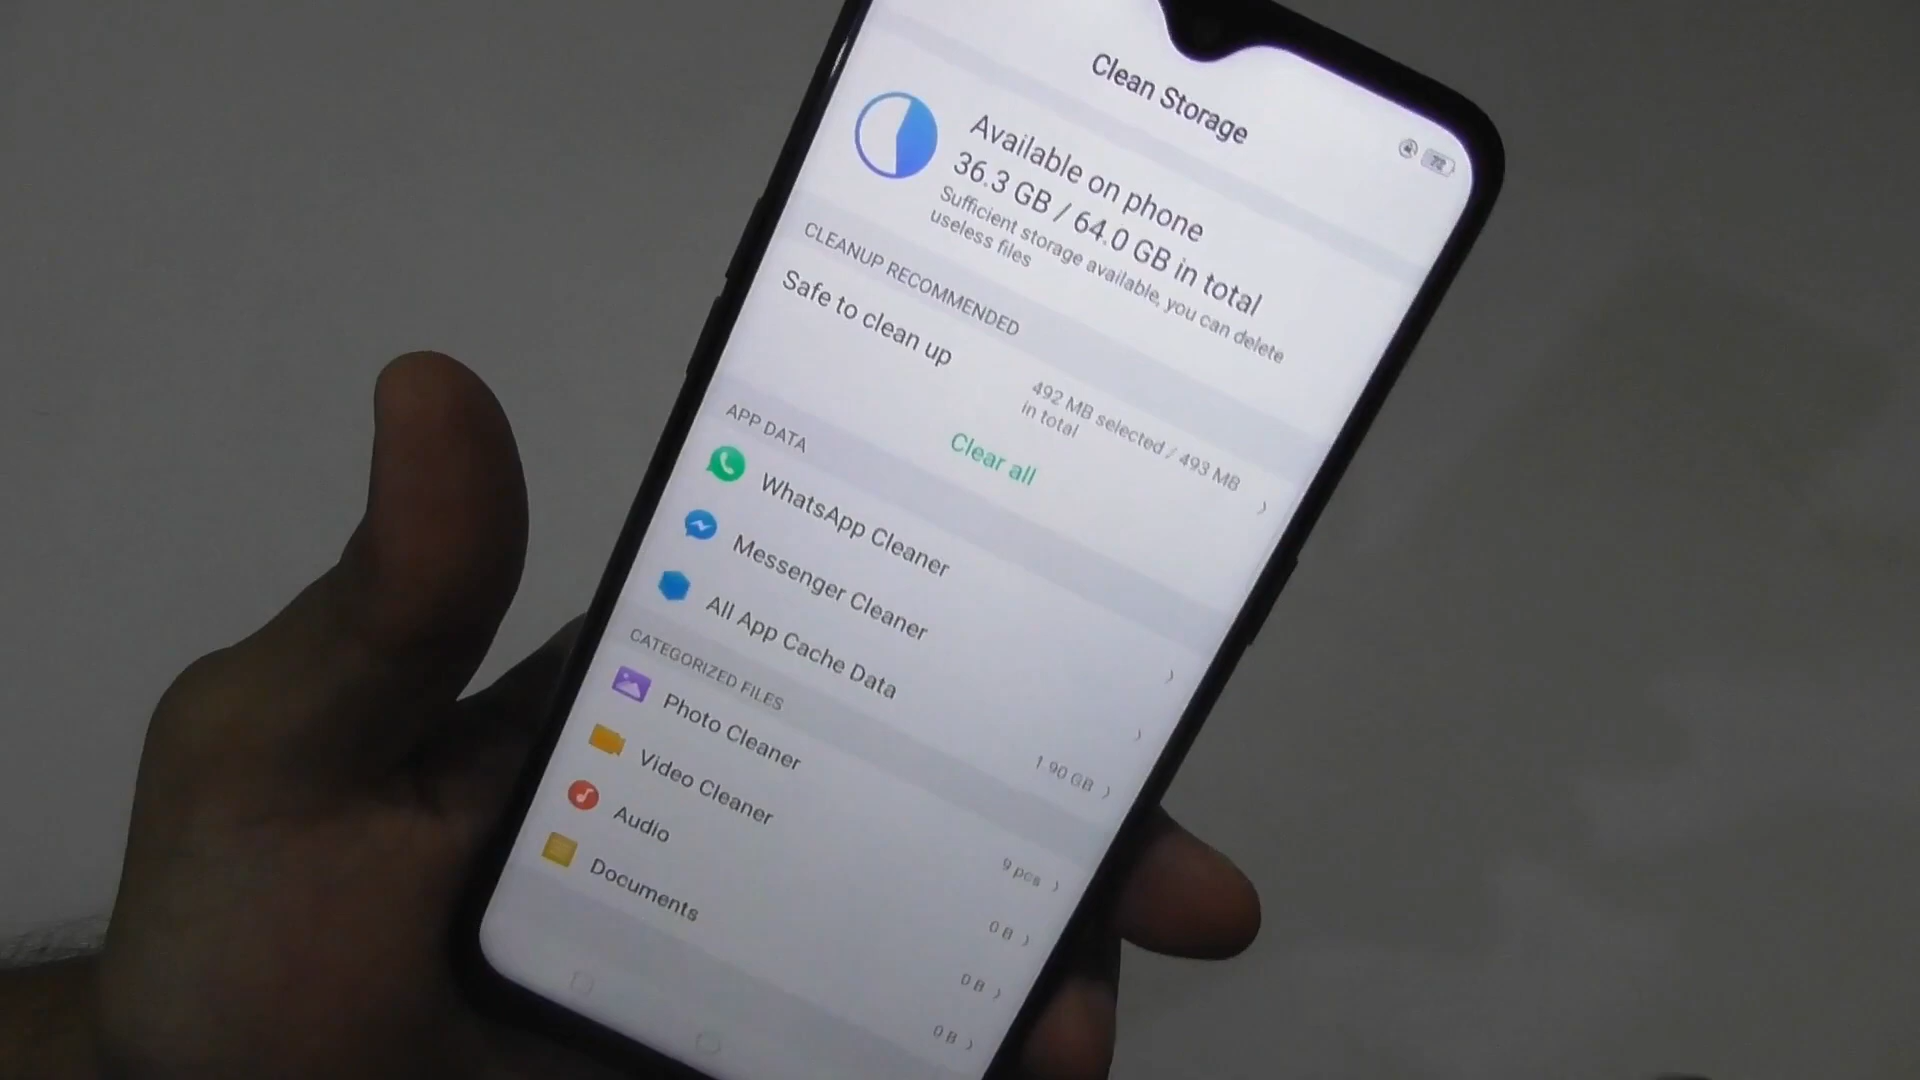 Clean Storage
Available on phone
36.3 GB / 64.0 GB in total
Sufficient storage available, you can delete
useless files
CLEANUP RECOMMENDED
Safe to clean up
492 MB selected / 493 MB
in total
Clear all
APP DATA
WhatsApp Cleaner
Messenger Cleaner
All App Cache Data
1.90 GB
CATEGORIZED FILES
Photo Cleaner
9 pcs
Video Cleaner
0 B
Audio
0 B
Documents
0 B